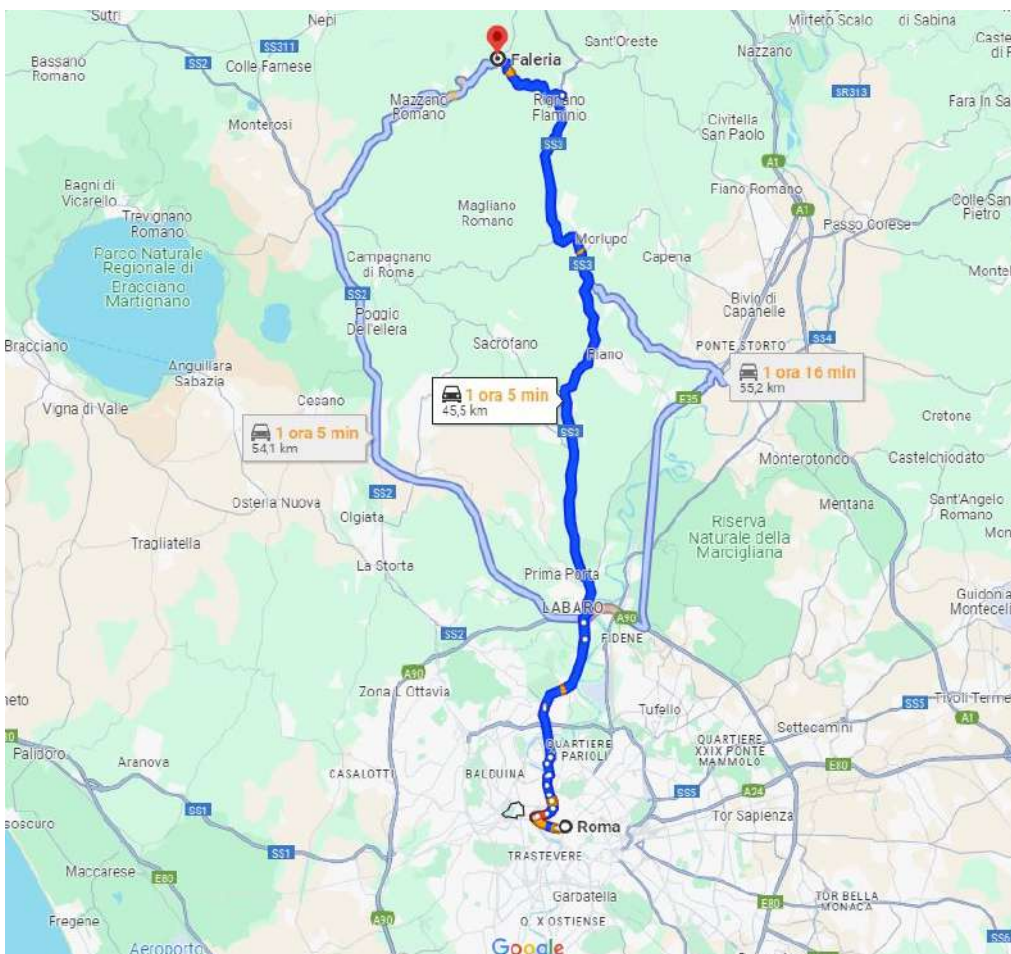 Sutri
Nepi
Mirteto Scalo
di Sabina
SS311
Sant'Oreste
Bassano
Romano
SS2
Colle Farnese
Faleria
Nazzano
Mazzano
Romano
Rignano
Flaminio
SR313
Fara In Sa
Monterosi
Civitella
San Paolo
SS3
A1
Bagni di
Vicarello
Trevignano
Romano
Magliano
Romano
Fiano Romano
A1
Colle San
Pietro
Passo Corese
Parco Naturale
Regionale di
Bracciano
Martignano
Campagnano
di Roma
Morlupo
SS3
Capena
SS2
Poggio
Dell'ellera
Bivio di
Capanelle
Bracciano
Sacrofano
PONTE STORTO
Anguillara
Sabazia
Riano
1 ora 16 min
55,2 km
Vigna di Valle
Cesano
1 ora 5 min
45,5 km
E35
Cretone
1 ora 5 min
54,1 km
SS3
Monterotondo
Castelchiodato
Osteria Nuova
SS2
Olgiata
Mentana
Sant'Angelo
Romano
Tragliatella
Riserva
Naturale della
Marcigliana
La Storta
Prima Porta
Guidonia
Montecel
LABARO
A90
SS2
FIDENE
A90
Zona L Ottavia
Tufello
SS5
Tivoli Terme
A1
Settecamini
Palidoro
Aranova
CASALOTTI
BALDUINA
QUARTIERE
PARIOLI
QUARTIERE
XXIX PONTE
MAMMOLO
E80
SS1
SS5
A24
Tor Sapienza
Roma
SS1
TRASTEVERE
Maccarese
E80
Garbatella
E80
TOR BELLA
MONACA
Fregene
A90
Q. X OSTIENSE
SS6
Aeroporto
Google